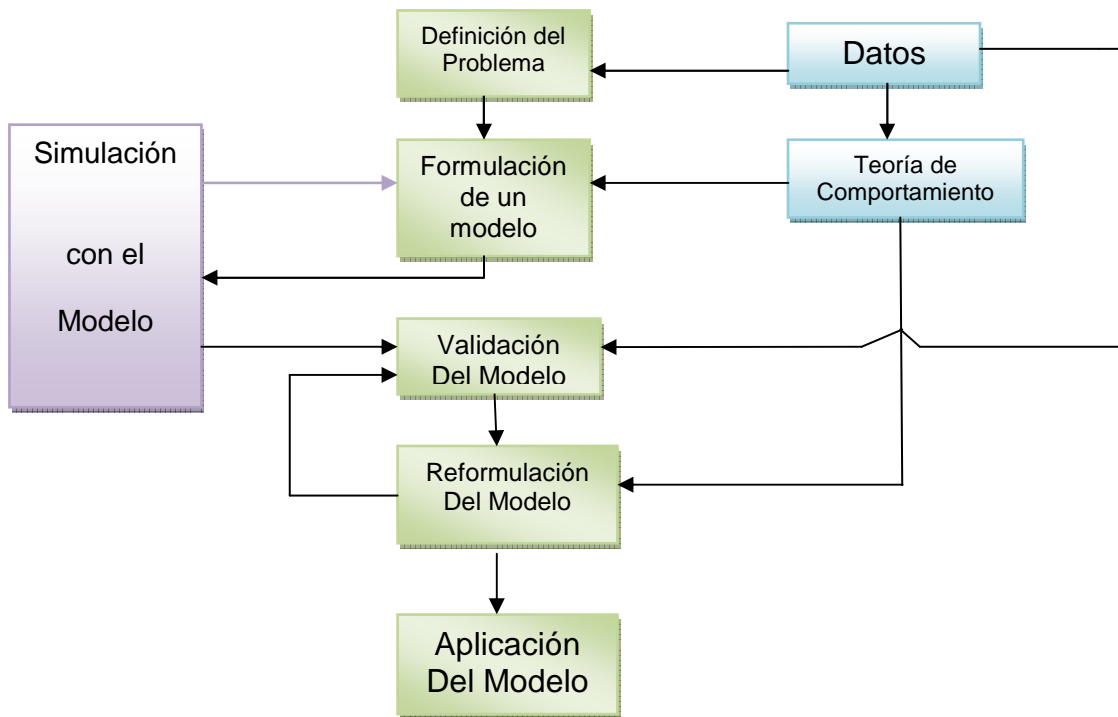 Definición del
Problema
Datos
Simulación
con el
Modelo
Formulación
de un
modelo
Teoría de
Comportamiento
Validación
Del Modelo
Reformulación
Del Modelo
Aplicación
Del Modelo